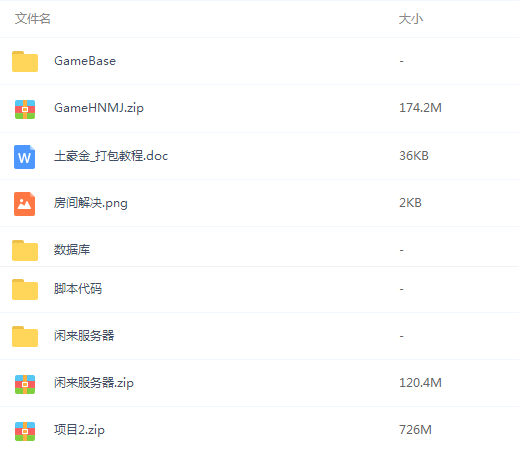 文件名 大小
GameBase -
GameHNMJ.zip 174.2M
W 土豪金_打包教程.doc 36KB
房间解决.png 2KB
数据库 -
脚本代码 -
闲来服务器 -
闲来服务器.zip 120.4M
项目2.zip 726M